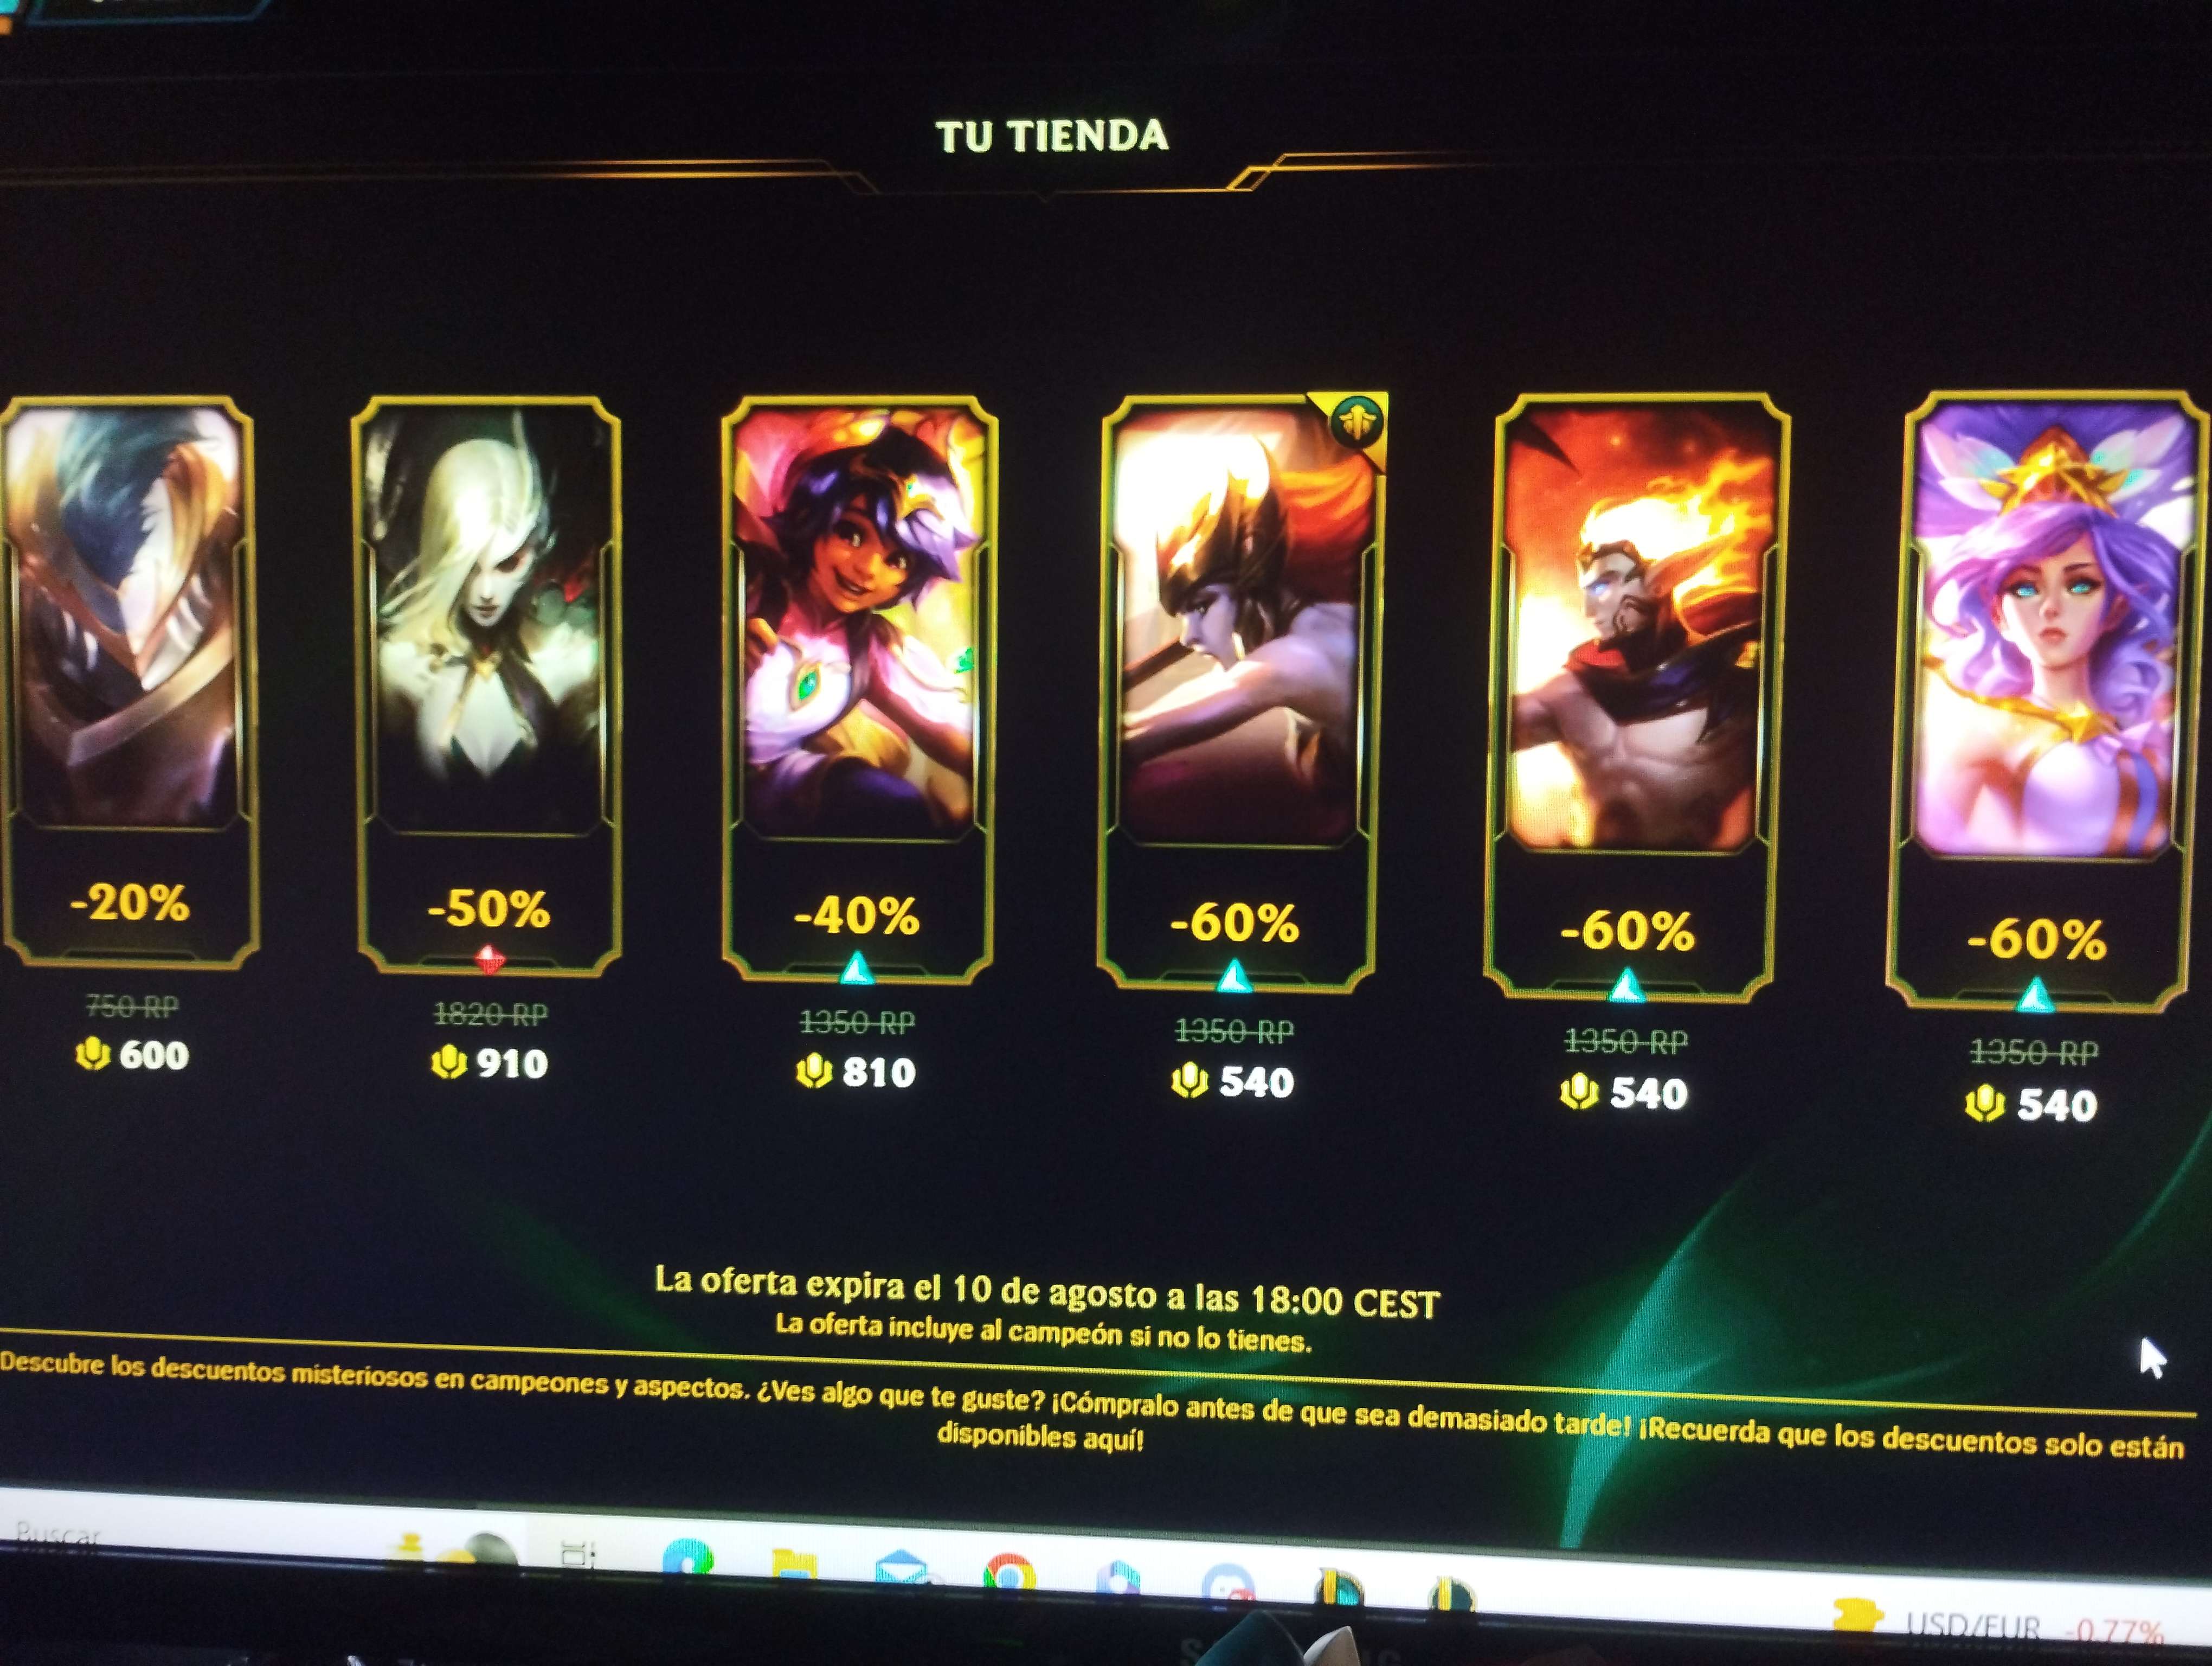 TU TIENDA
-20%
750 RP
600
-50%
1820 RP
910
-40%
1350 RP
810
-60%
1350 RP
540
-60%
1350 RP
540
-60%
1350 RP
540
La oferta expira el 10 de agosto a las 18:00 CEST
La oferta incluye al campeón si no lo tienes.
Descubre los descuentos misteriosos en campeones y aspectos. ¿Ves algo que te guste? ¡Cómpralo antes de que sea demasiado tarde! ¡Recuerda que los descuentos solo están
disponibles aquí!
Buscar
USD/EUR -0.77%